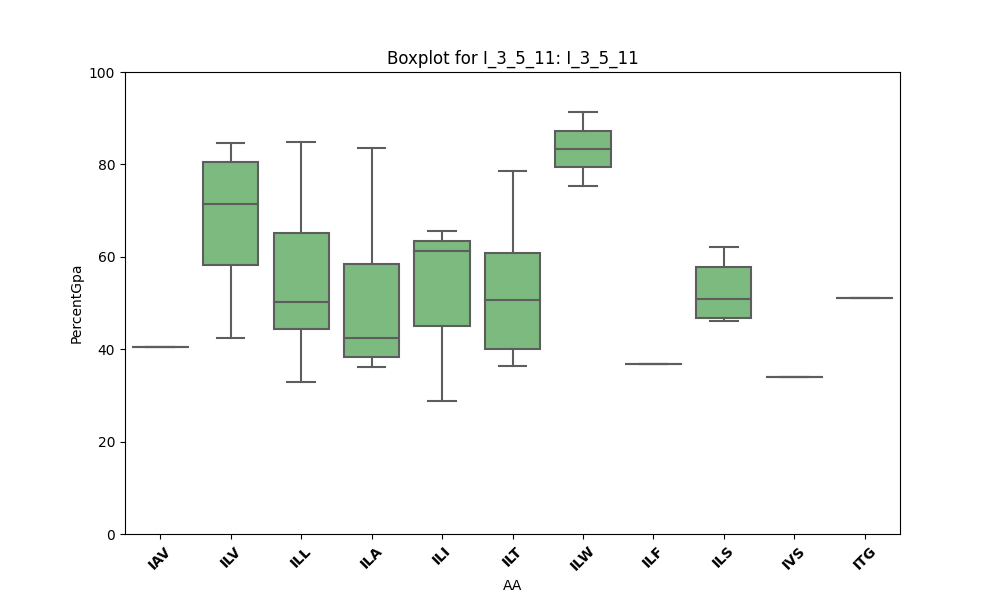 Boxplot for I_3_5_11: I_3_5_11
PercentGpa
100
80
60
40
20
0
IAV
ILV
ILL
ILA
ILI
ILT
ILW
ILF
ILS
IVS
ITG
AA